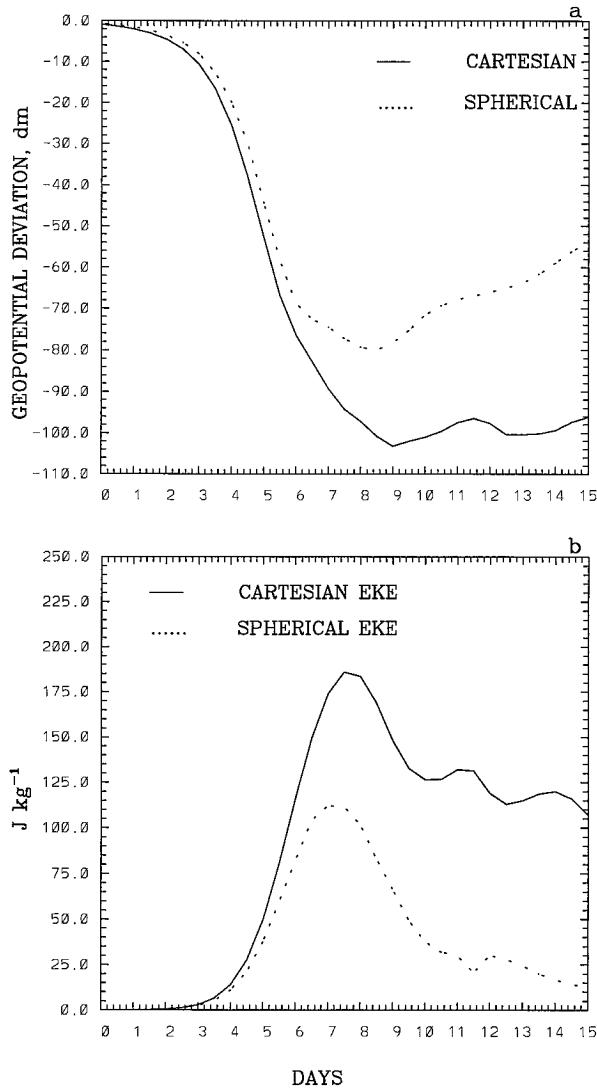 a
0.0
-10.0
-20.0
-30.0
-40.0
-50.0
-60.0
-70.0
-80.0
-90.0
-100.0
-110.0
GEOPOTENTIAL DEVIATION, dm
CARTESIAN
SPHERICAL
0 1 2 3 4 5 6 7 8 9 10 11 12 13 14 15
b
250.0
225.0
200.0
175.0
150.0
125.0
100.0
75.0
50.0
25.0
0.0
J kg⁻¹
CARTESIAN EKE
SPHERICAL EKE
0 1 2 3 4 5 6 7 8 9 10 11 12 13 14 15
DAYS